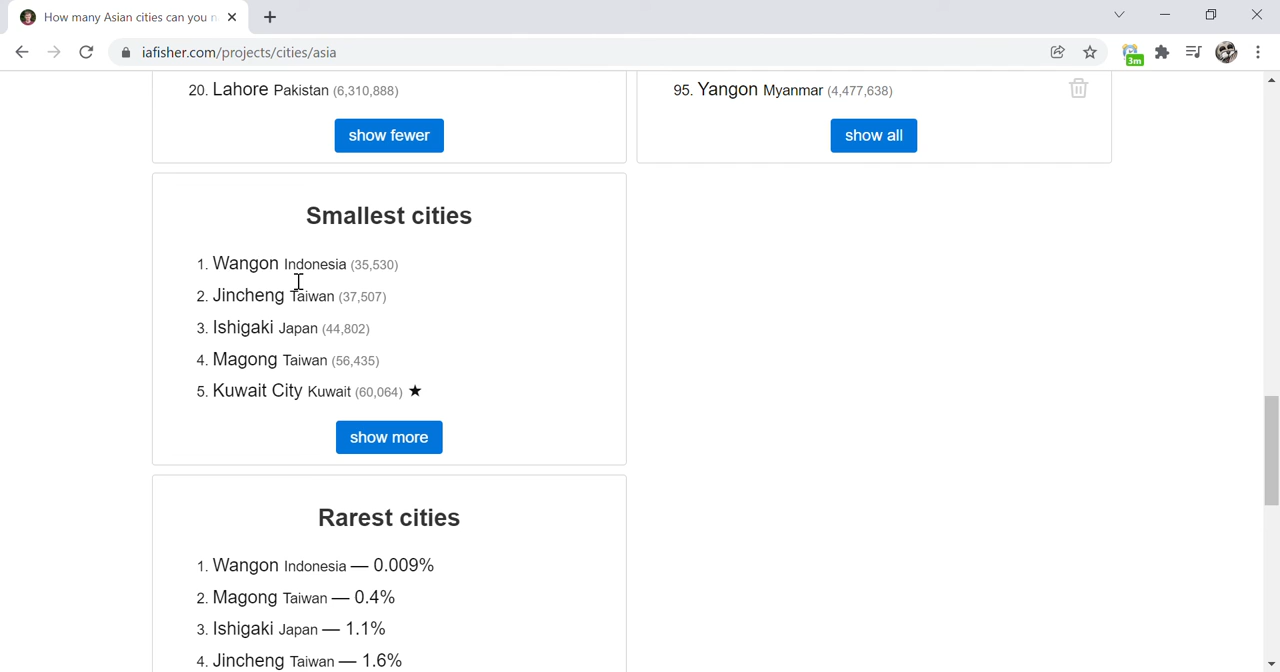 How many Asian cities can you n
iafisher.com/projects/cities/asia
3m
20. Lahore Pakistan (6,310,888)
show fewer
95. Yangon Myanmar (4,477,638)
show all
Smallest cities
1. Wangon Indonesia (35,530)
2. Jincheng Taiwan (37,507)
3. Ishigaki Japan (44,802)
4. Magong Taiwan (56,435)
5. Kuwait City Kuwait (60,064) ★
show more
Rarest cities
1. Wangon Indonesia — 0.009%
2. Magong Taiwan — 0.4%
3. Ishigaki Japan — 1.1%
4. Jincheng Taiwan — 1.6%